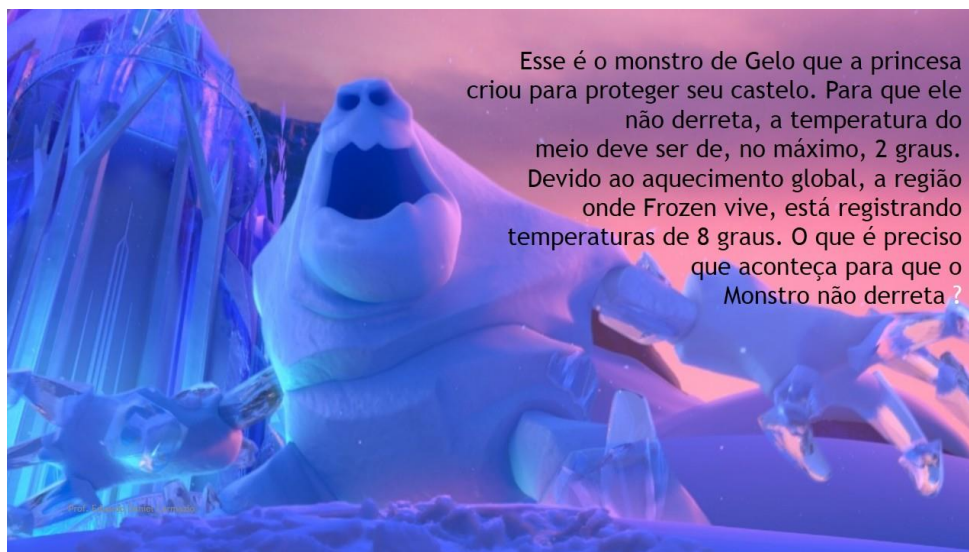 Esse é o monstro de Gelo que a princesa
criou para proteger seu castelo. Para que ele
não derreta, a temperatura do
meio deve ser de, no máximo, 2 graus.
Devido ao aquecimento global, a região
onde Frozen vive, está registrando
temperaturas de 8 graus. O que é preciso
que aconteça para que o
Monstro não derreta ?
Prof.